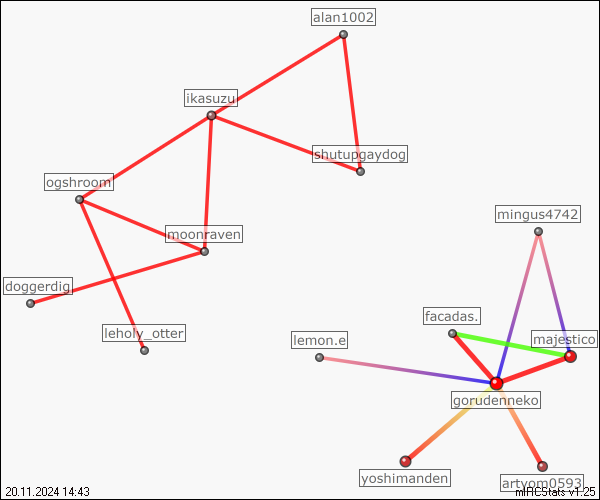 alan1002
ikasuzu
shutupgaydog
ogshroom
mingus4742
moonraven
doggerdig
facadas.
leholy_otter
lemon.e
majestico
gorudenneko
yoshimanden
artyom0593
20.11.2024 14:43
mIRCStats v1.25